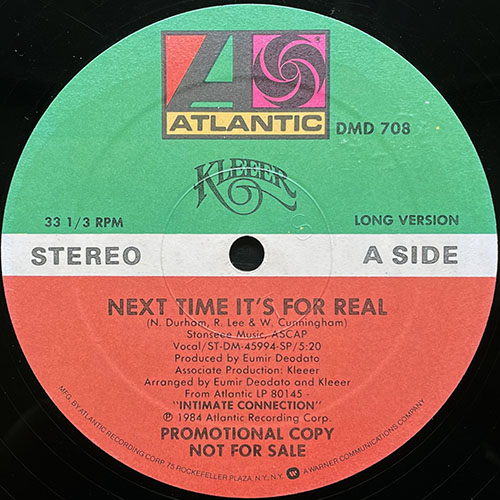 ATLANTIC
DMD 708
KLEEER
33 1/3 RPM
LONG VERSION
STEREO
A SIDE
NEXT TIME IT'S FOR REAL
(N. Durham, R. Lee & W. Cunningham)
Stonseee Music, ASCAP
Vocal/ST-DM-45994-SP/5:20
Produced by Eumir Deodato
Associate Production: Kleeer
Arranged by Eumir Deodato and Kleeer
From Atlantic LP 80145 -
"INTIMATE CONNECTION"
℗ 1984 Atlantic Recording Corp.
PROMOTIONAL COPY
NOT FOR SALE
MFG. BY ATLANTIC RECORDING CORP. 75 ROCKEFELLER PLAZA, N.Y., N.Y. A WARNER COMMUNICATIONS COMPANY